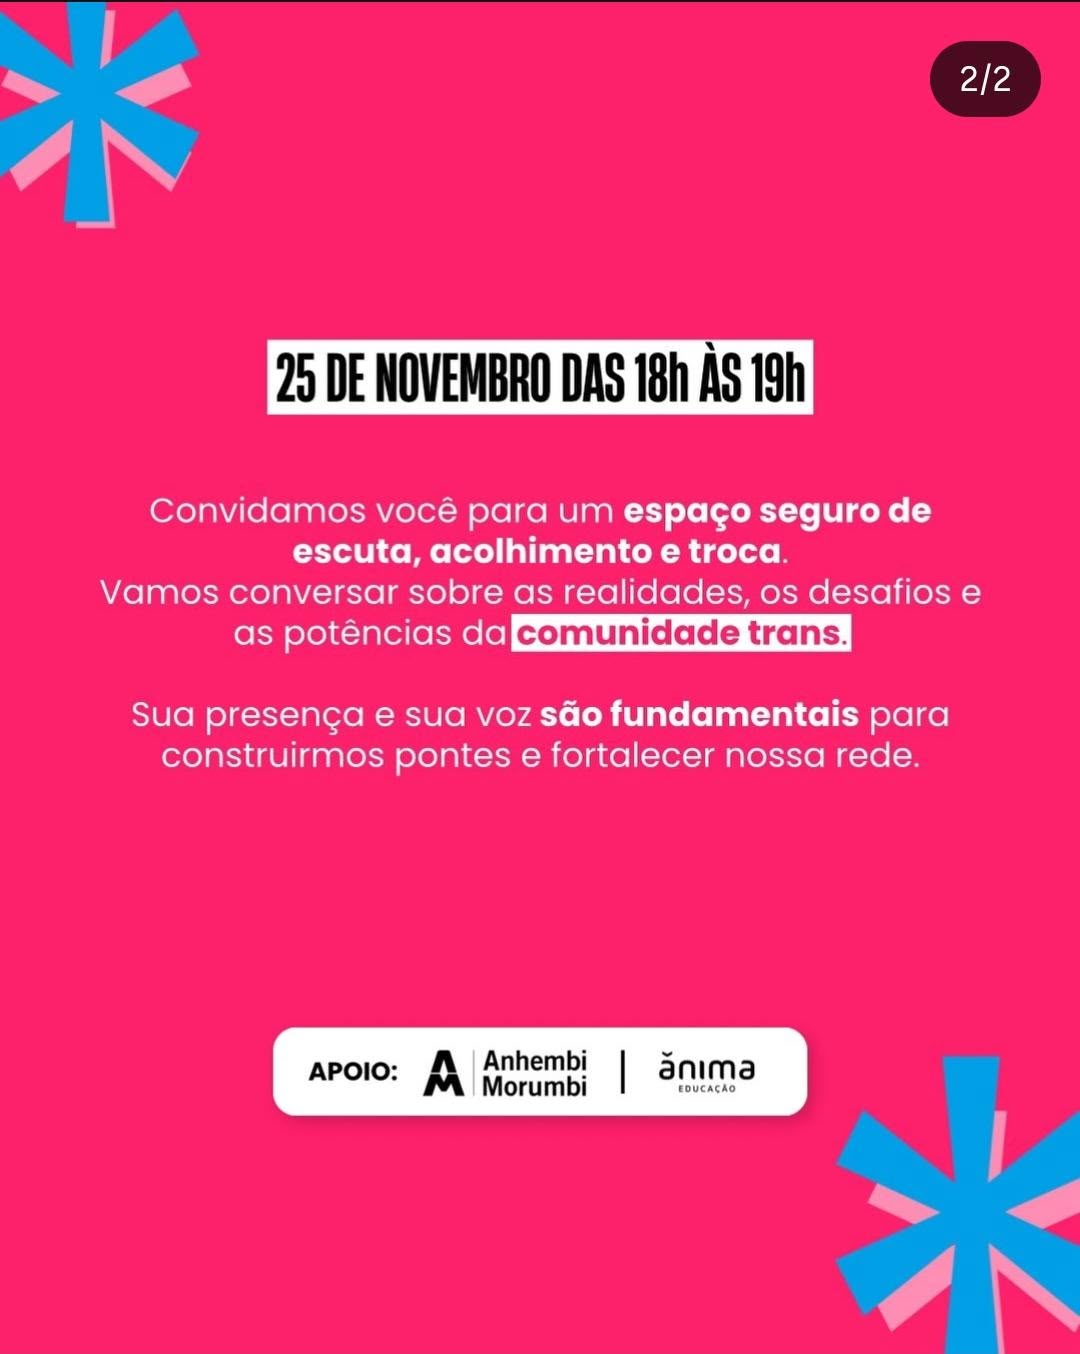 2/2
25 DE NOVEMBRO DAS 18h ÀS 19h
Convidamos você para um espaço seguro de
escuta, acolhimento e troca.
Vamos conversar sobre as realidades, os desafios e
as potências da comunidade trans.
Sua presença e sua voz são fundamentais para
construirmos pontes e fortalecer nossa rede.
APOIO: AM Anhembi Morumbi | ănıma EDUCAÇÃO